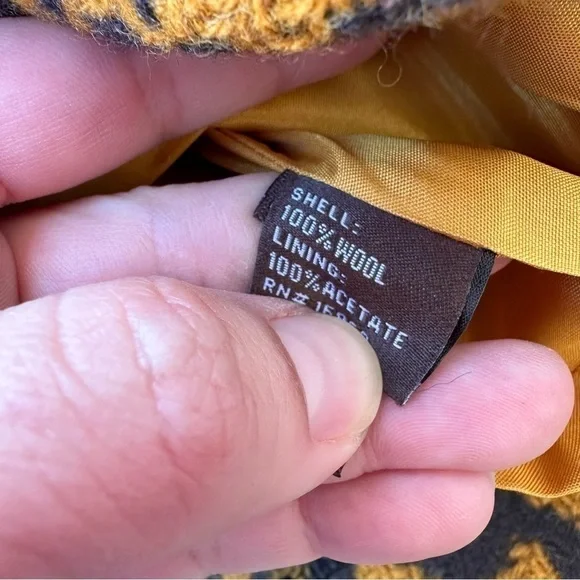 SHELL:
100% WOOL
LINING:
100% ACETATE
RN#